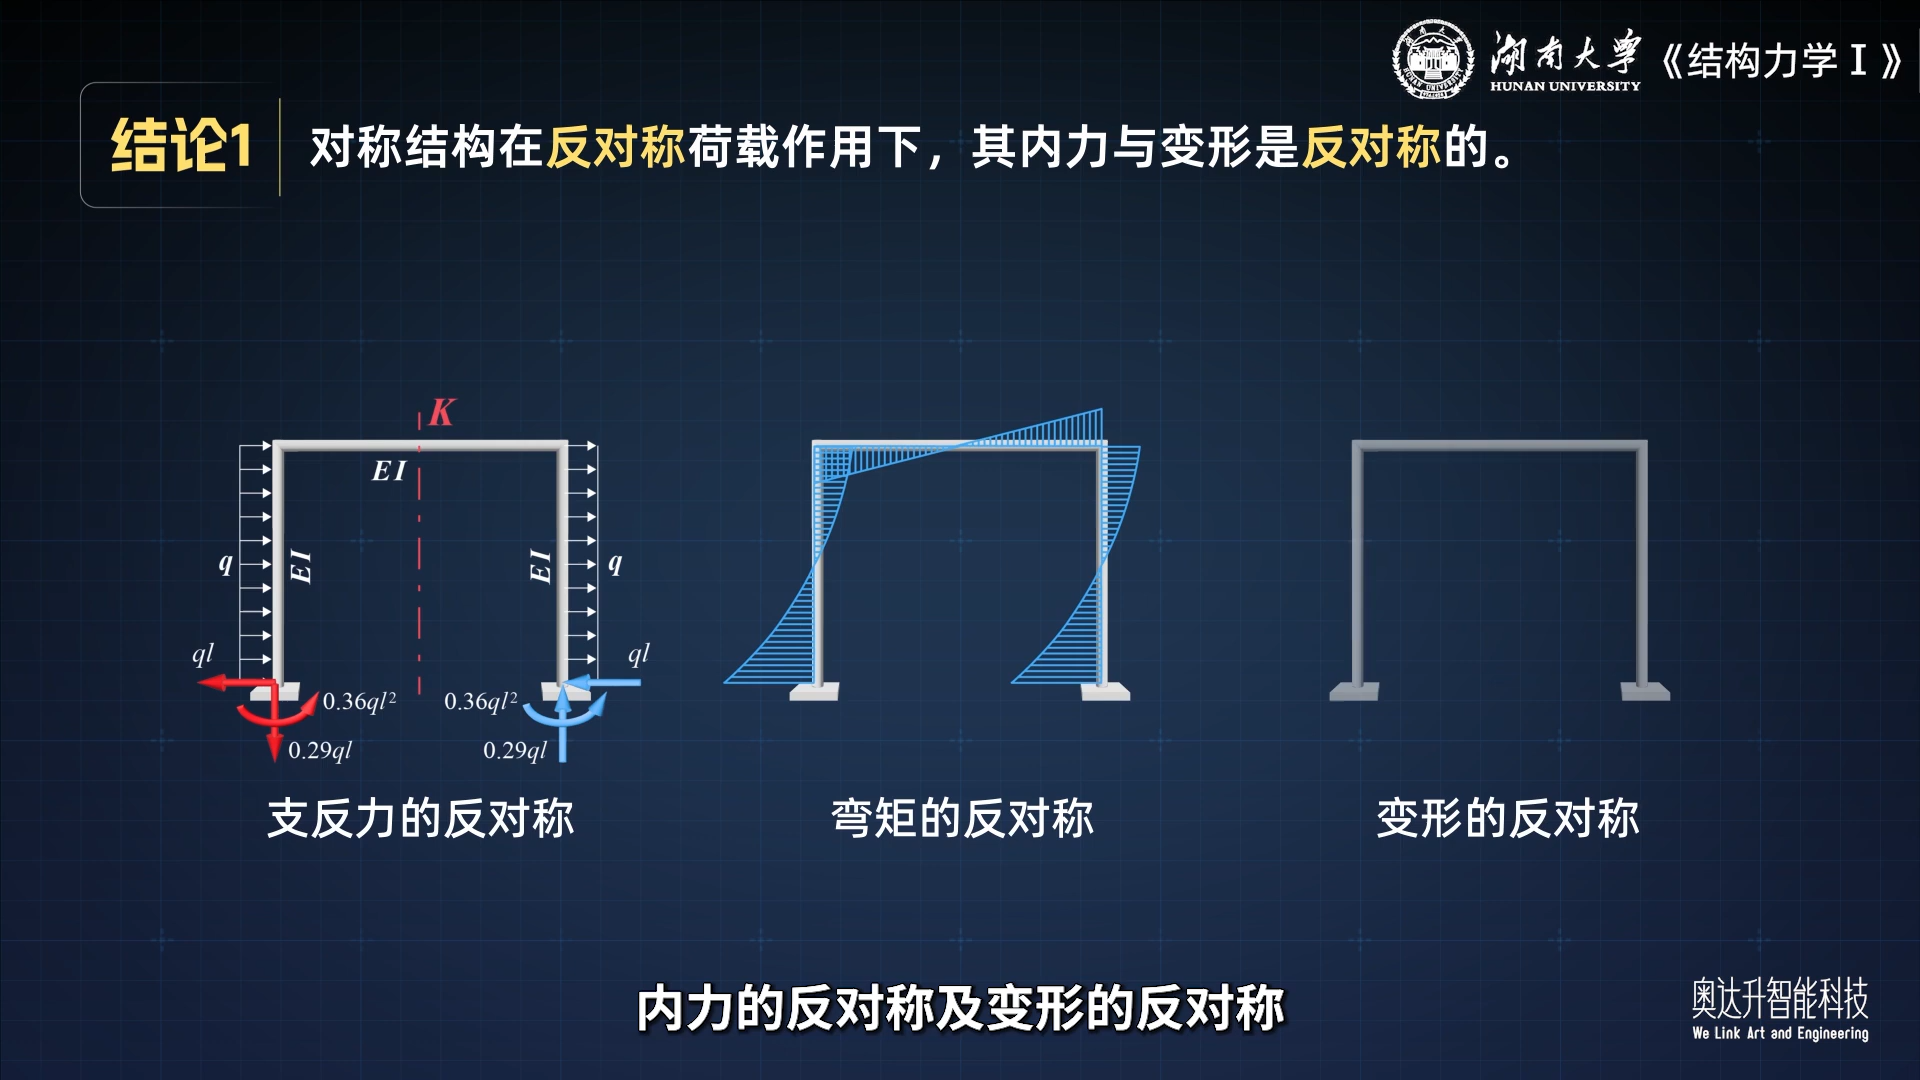 湖南大学
HUNAN UNIVERSITY
《结构力学 I 》
结论1
对称结构在反对称荷载作用下，其内力与变形是反对称的。
K
EI
q
EI
EI
q
ql
ql
0.36ql²
0.36ql²
0.29ql
0.29ql
支反力的反对称
弯矩的反对称
变形的反对称
内力的反对称及变形的反对称
奥达升智能科技
We Link Art and Engineering